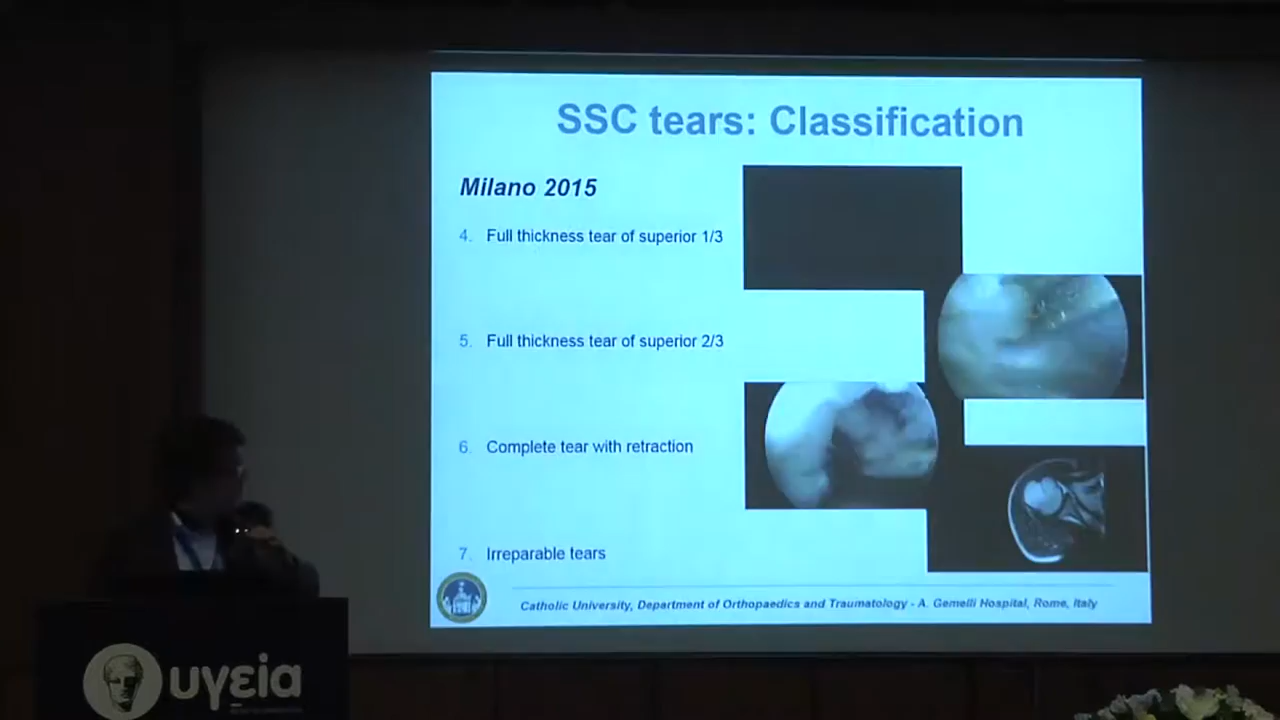 SSC tears: Classification
Milano 2015
4. Full thickness tear of superior 1/3
5. Full thickness tear of superior 2/3
6. Complete tear with retraction
7. Irreparable tears
Catholic University, Department of Orthopaedics and Traumatology - A. Gemelli Hospital, Rome, Italy
υγεία